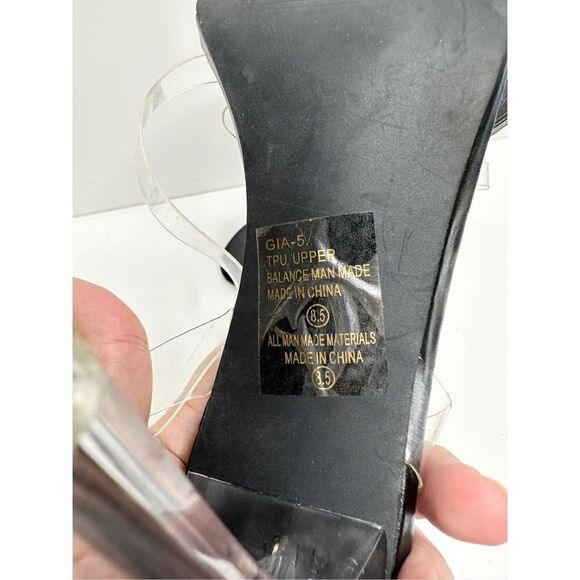 GIA-5
TPU UPPER
BALANCE MAN MADE
MADE IN CHINA
8.5
ALL MAN MADE MATERIALS
MADE IN CHINA
8.5